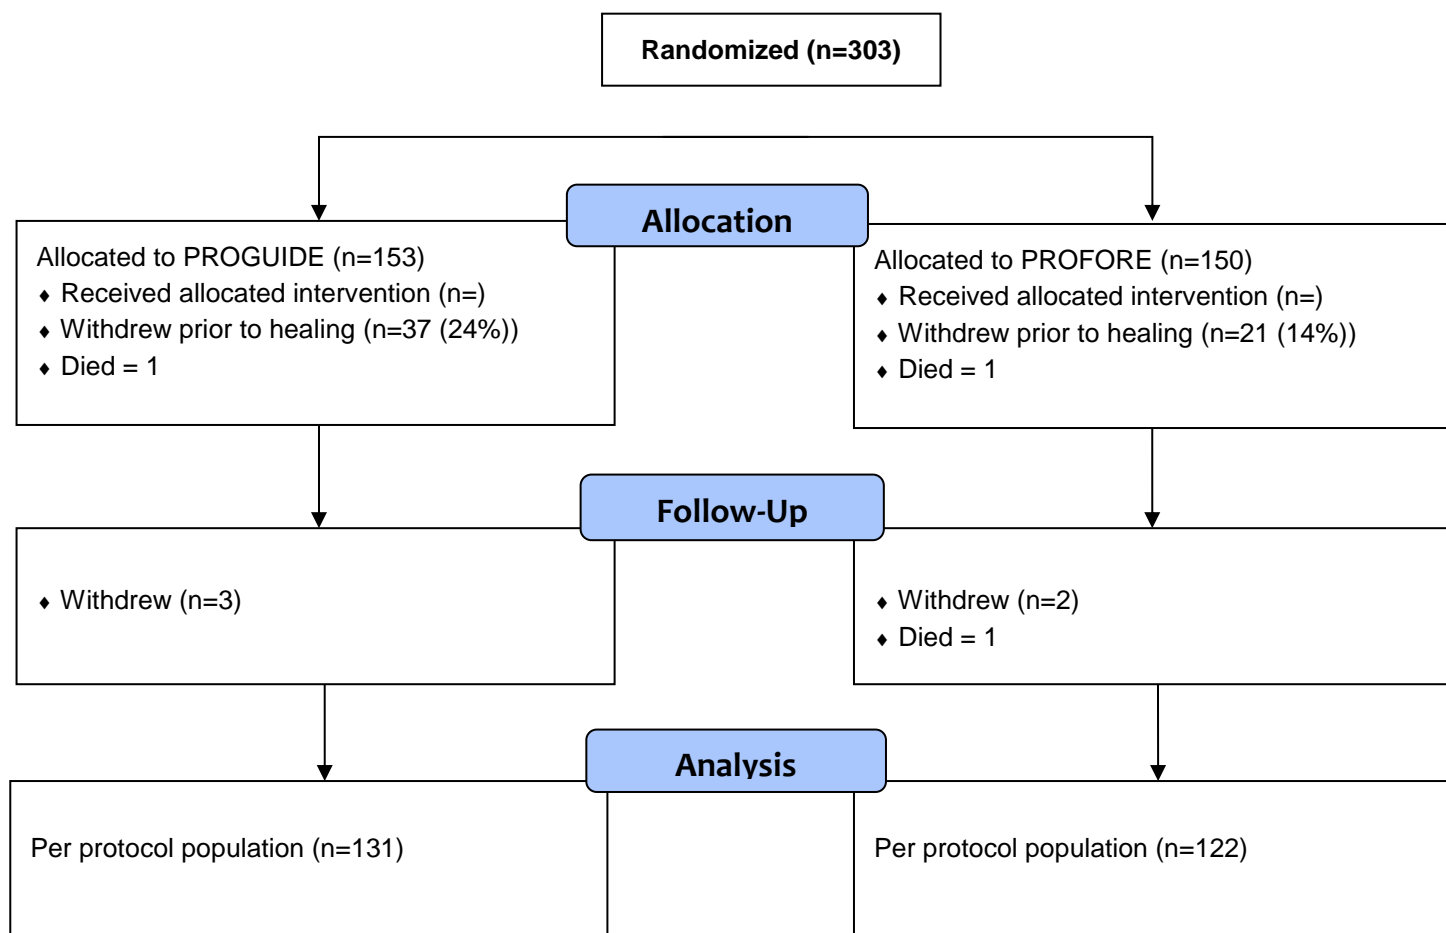 Randomized (n=303)
Allocation
Allocated to PROGUIDE (n=153)
♦ Received allocated intervention (n=)
♦ Withdrew prior to healing (n=37 (24%))
♦ Died = 1
Allocated to PROFORE (n=150)
♦ Received allocated intervention (n=)
♦ Withdrew prior to healing (n=21 (14%))
♦ Died = 1
Follow-Up
♦ Withdrew (n=3)
♦ Withdrew (n=2)
♦ Died = 1
Analysis
Per protocol population (n=131)
Per protocol population (n=122)